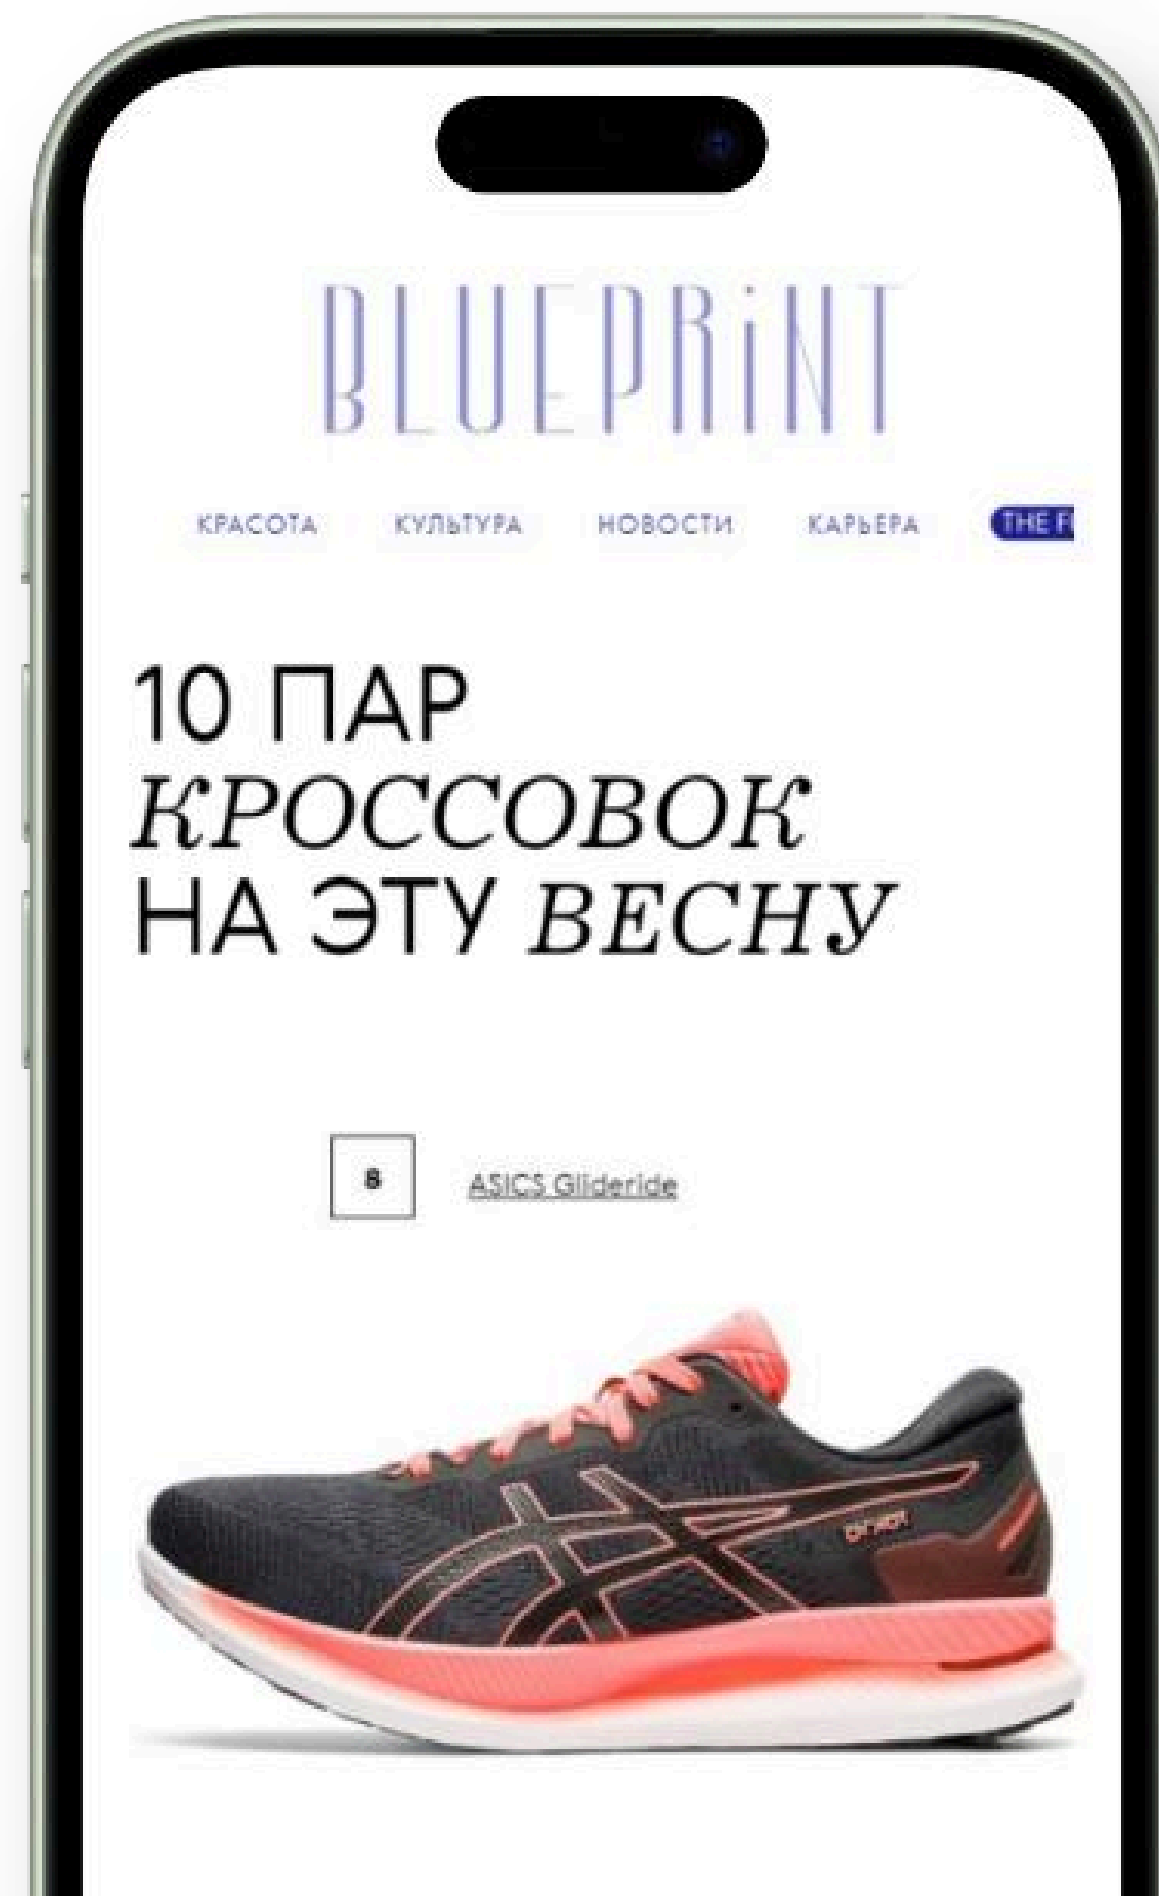 BLUEPRiNT
КРАСОТА КУЛЬТУРА НОВОСТИ КАРЬЕРА THE
10 ПАР
КРОССОВОК
НА ЭТУ ВЕСНУ
8 ASICS Glideride